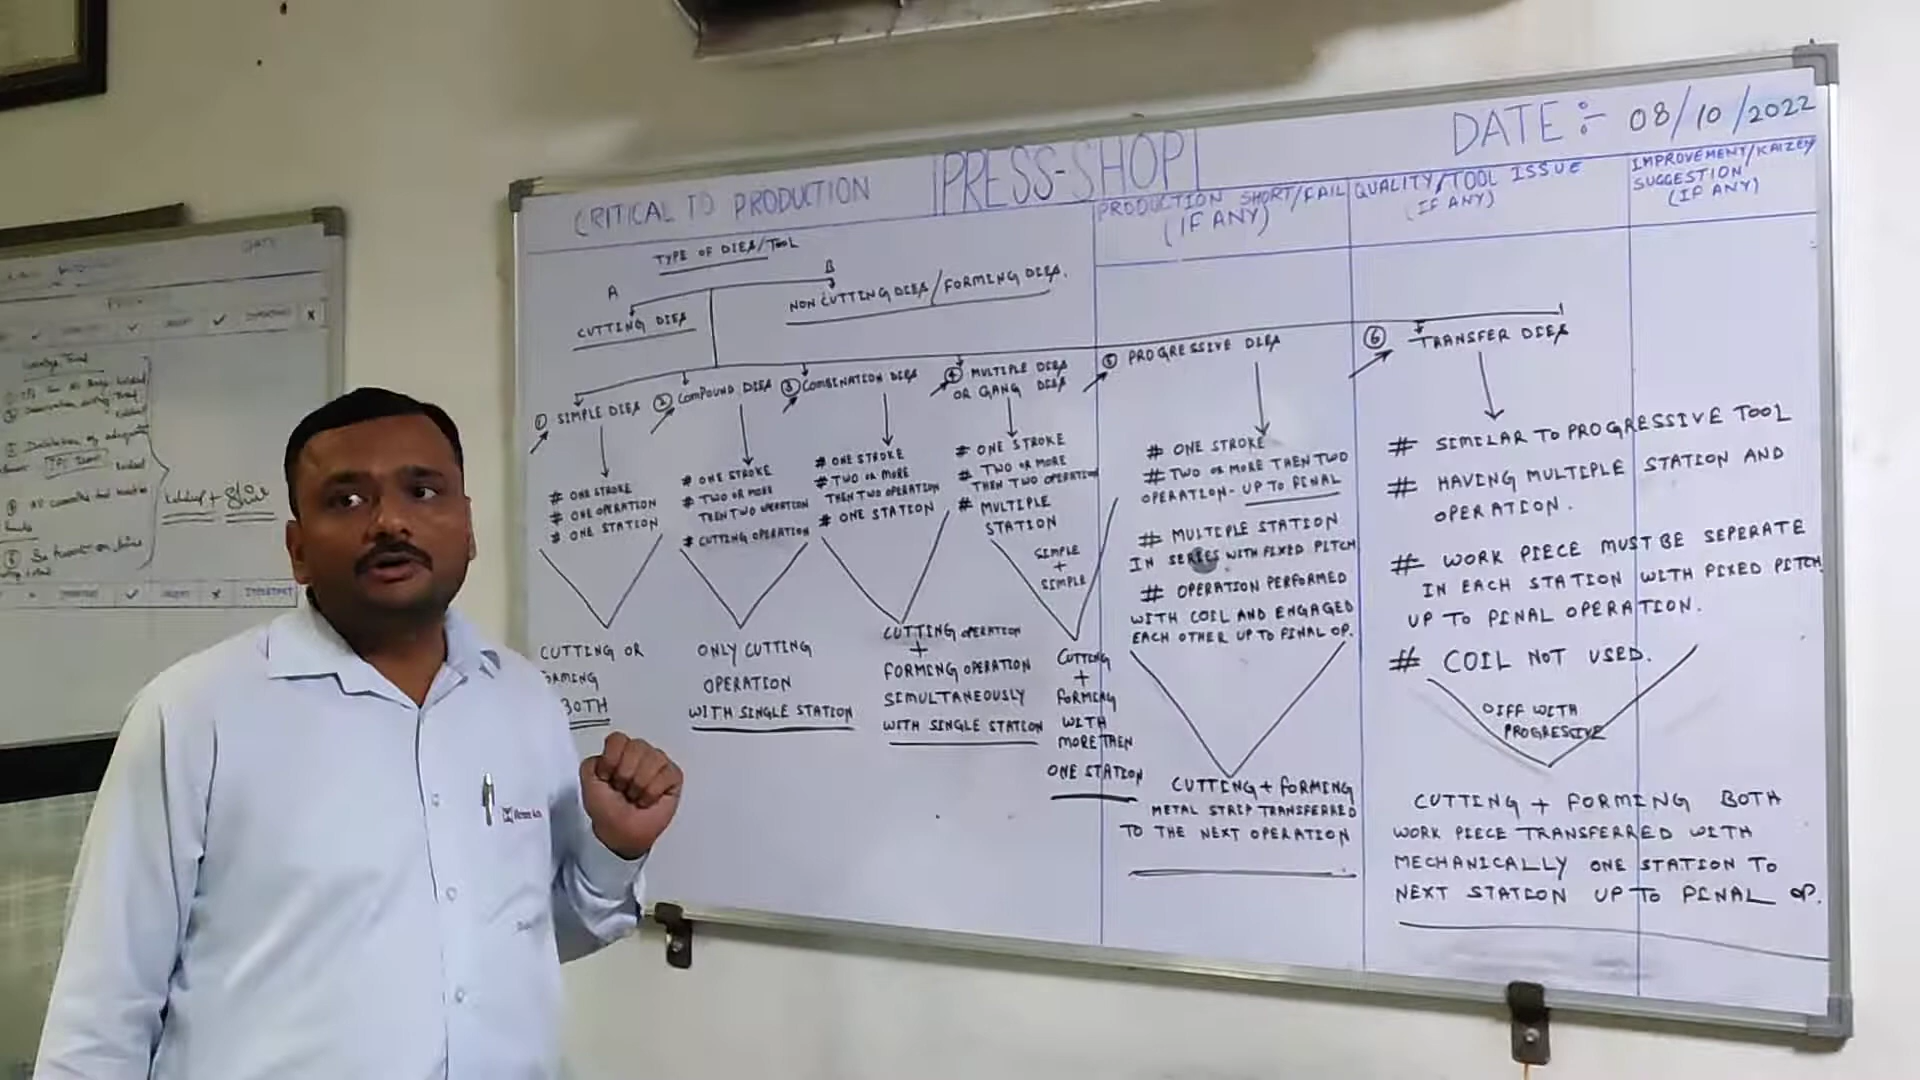 CRITICAL TO PRODUCTION
PRESS-SHOP
DATE :- 08/10/2022
PRODUCTION SHORT/FAIL
(IF ANY)
QUALITY/TOOL ISSUE
(IF ANY)
IMPROVEMENT/KAIZEN
SUGGESTION
(IF ANY)
TYPE OF DIES/TOOL
A
CUTTING DIES
B
NON CUTTING DIES/FORMING DIES.
① SIMPLE DIES
# ONE STROKE
# ONE OPERATION
# ONE STATION
CUTTING OR
BOTH
② COMPOUND DIES
# ONE STROKE
# TWO OR MORE
THEN TWO OPERATION
# CUTTING OPERATION
ONLY CUTTING
OPERATION
WITH SINGLE STATION
③ COMBINATION DIES
# ONE STROKE
# TWO OR MORE
THEN TWO OPERATION
# ONE STATION
CUTTING OPERATION
+
FORMING OPERATION
SIMULTANEOUSLY
WITH SINGLE STATION
④ MULTIPLE DIES
OR GANG DIES
# ONE STROKE
# TWO OR MORE
THEN TWO OPERATION
# MULTIPLE
STATION
SIMPLE
+
SIMPLE
CUTTING
+
FORMING
WITH
MORE THEN
ONE STATION
⑤ PROGRESSIVE DIES
# ONE STROKE
# TWO OR MORE THEN TWO
OPERATION- UP TO FINAL
# MULTIPLE STATION
IN SERIES WITH FIXED PITCH
# OPERATION PERFORMED
WITH COIL AND ENGAGED
EACH OTHER UP TO FINAL OP.
CUTTING + FORMING
METAL STRIP TRANSFERRED
TO THE NEXT OPERATION
⑥ TRANSFER DIES
# SIMILAR TO PROGRESSIVE TOOL
# HAVING MULTIPLE STATION AND
OPERATION.
# WORK PIECE MUST BE SEPERATE
IN EACH STATION WITH FIXED PITCH
UP TO FINAL OPERATION.
# COIL NOT USED.
DIFF WITH
PROGRESSIVE
CUTTING + FORMING BOTH
WORK PIECE TRANSFERRED WITH
MECHANICALLY ONE STATION TO
NEXT STATION UP TO FINAL OP.